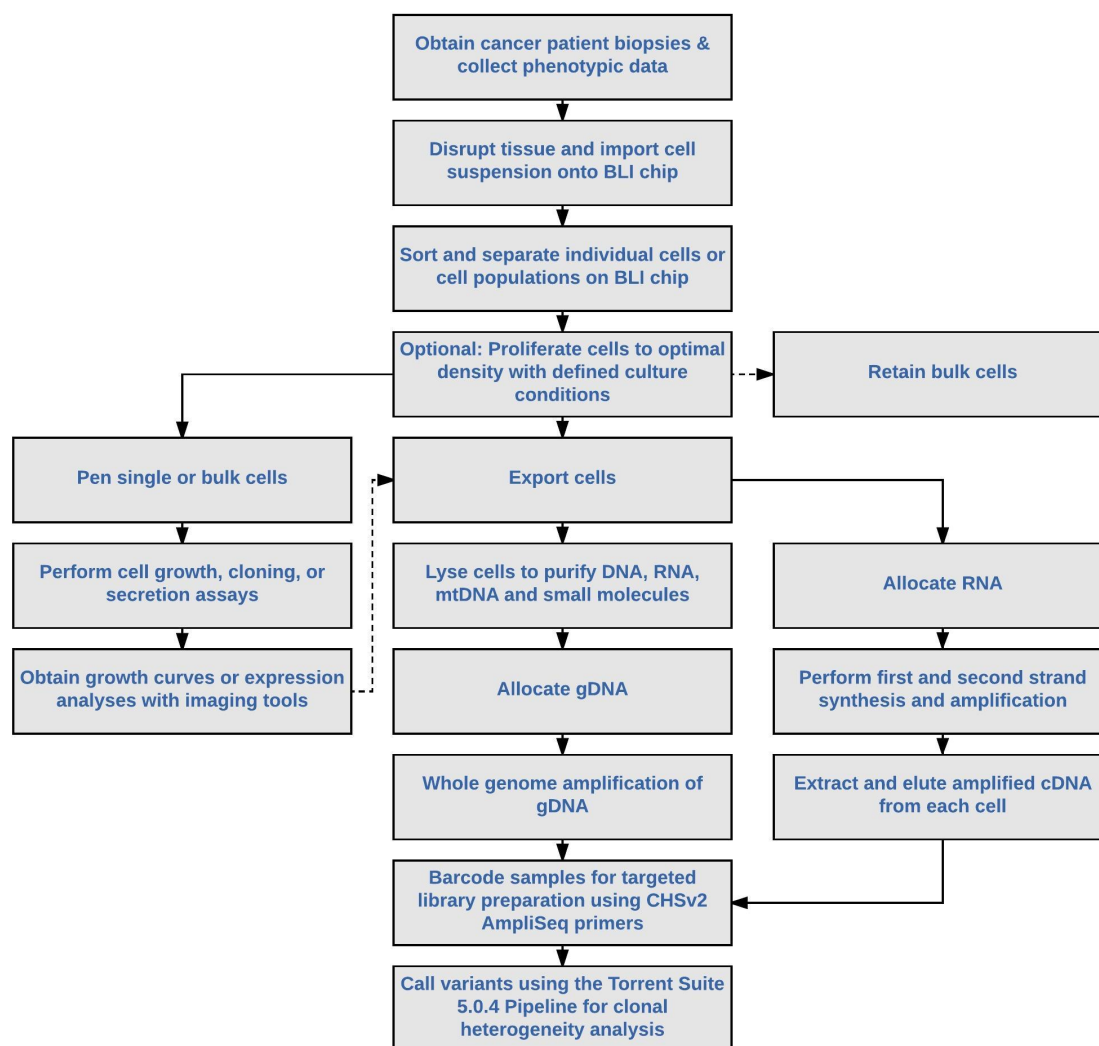 Obtain cancer patient biopsies &
collect phenotypic data
Disrupt tissue and import cell
suspension onto BLI chip
Sort and separate individual cells or
cell populations on BLI chip
Optional: Proliferate cells to optimal
density with defined culture
conditions
Retain bulk cells
Pen single or bulk cells
Export cells
Perform cell growth, cloning, or
secretion assays
Lyse cells to purify DNA, RNA,
mtDNA and small molecules
Allocate RNA
Obtain growth curves or expression
analyses with imaging tools
Allocate gDNA
Perform first and second strand
synthesis and amplification
Whole genome amplification of
gDNA
Extract and elute amplified cDNA
from each cell
Barcode samples for targeted
library preparation using CHSv2
AmpliSeq primers
Call variants using the Torrent Suite
5.0.4 Pipeline for clonal
heterogeneity analysis